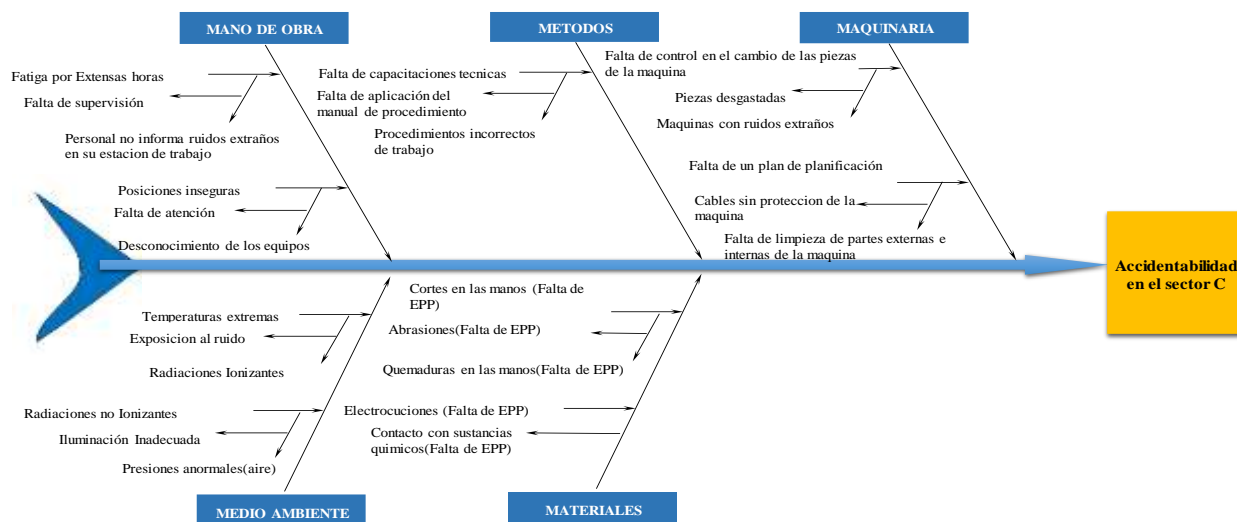 MANO DE OBRA
METODOS
MAQUINARIA
Fatiga por Extensas horas
Falta de supervisión
Personal no informa ruidos extraños
en su estacion de trabajo
Posiciones inseguras
Falta de atención
Desconocimiento de los equipos
Falta de capacitaciones tecnicas
Falta de aplicación del
manual de procedimiento
Procedimientos incorrectos
de trabajo
Falta de control en el cambio de las piezas
de la maquina
Piezas desgastadas
Maquinas con ruidos extraños
Falta de un plan de planificación
Cables sin proteccion de la
maquina
Falta de limpieza de partes externas e
internas de la maquina
Accidentabilidad
en el sector C
Temperaturas extremas
Exposicion al ruido
Radiaciones Ionizantes
Radiaciones no Ionizantes
Iluminación Inadecuada
Presiones anormales(aire)
Cortes en las manos (Falta de
EPP)
Abrasiones(Falta de EPP)
Quemaduras en las manos(Falta de EPP)
Electrocuciones (Falta de EPP)
Contacto con sustancias
quimicos(Falta de EPP)
MEDIO AMBIENTE
MATERIALES